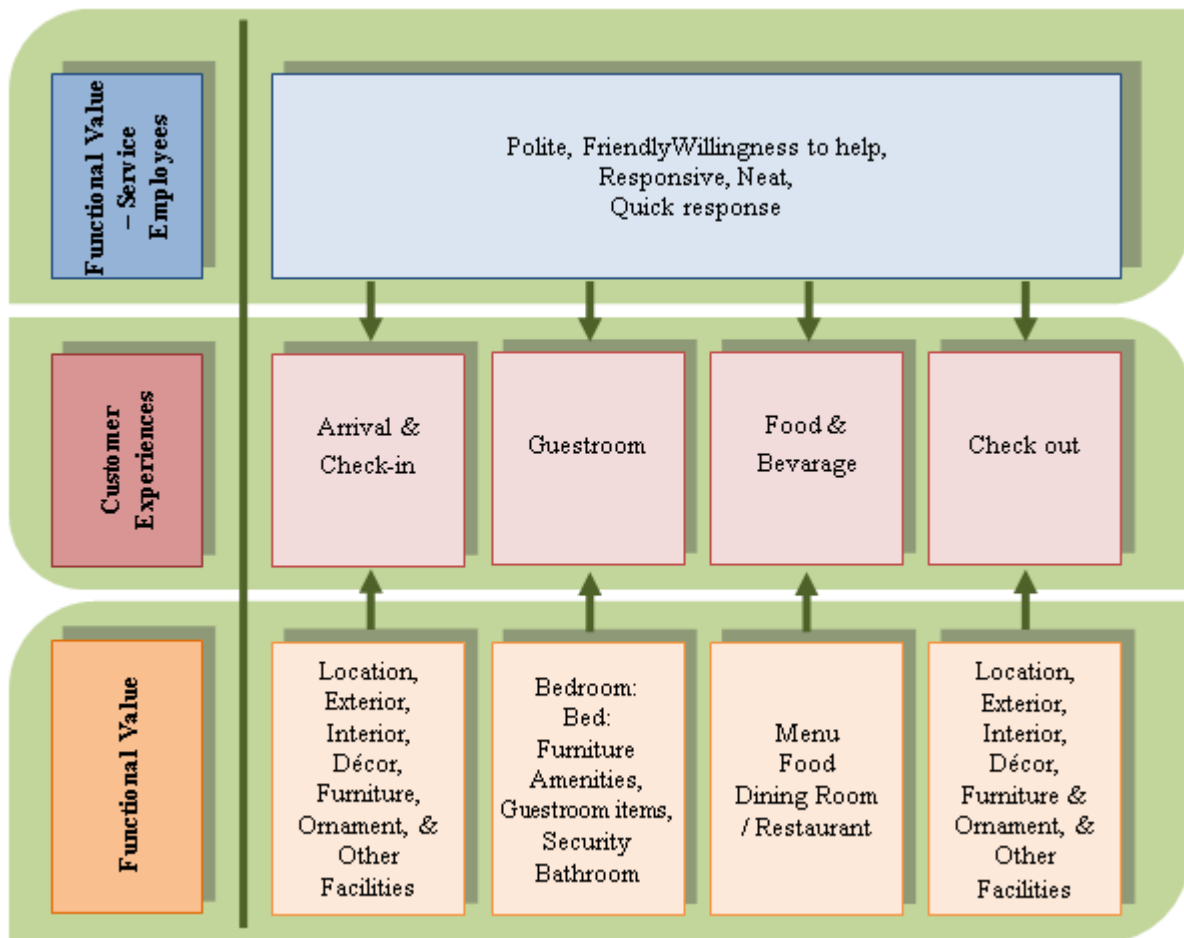 Functional Value
– Service
Employes
Polite, FriendlyWillingness to help,
Responsive, Neat,
Quick response
Customer
Experiences
Arrival &
Check-in
Guestroom
Food &
Bevarage
Check out
Functional Value
Location,
Exterior,
Interior,
Décor,
Furniture,
Ornament, &
Other
Facilities
Bedroom:
Bed:
Furniture
Amenities,
Guestroom items,
Security
Bathroom
Menu
Food
Dining Room
/ Restaurant
Location,
Exterior,
Interior,
Décor,
Furniture &
Ornament, &
Other
Facilities